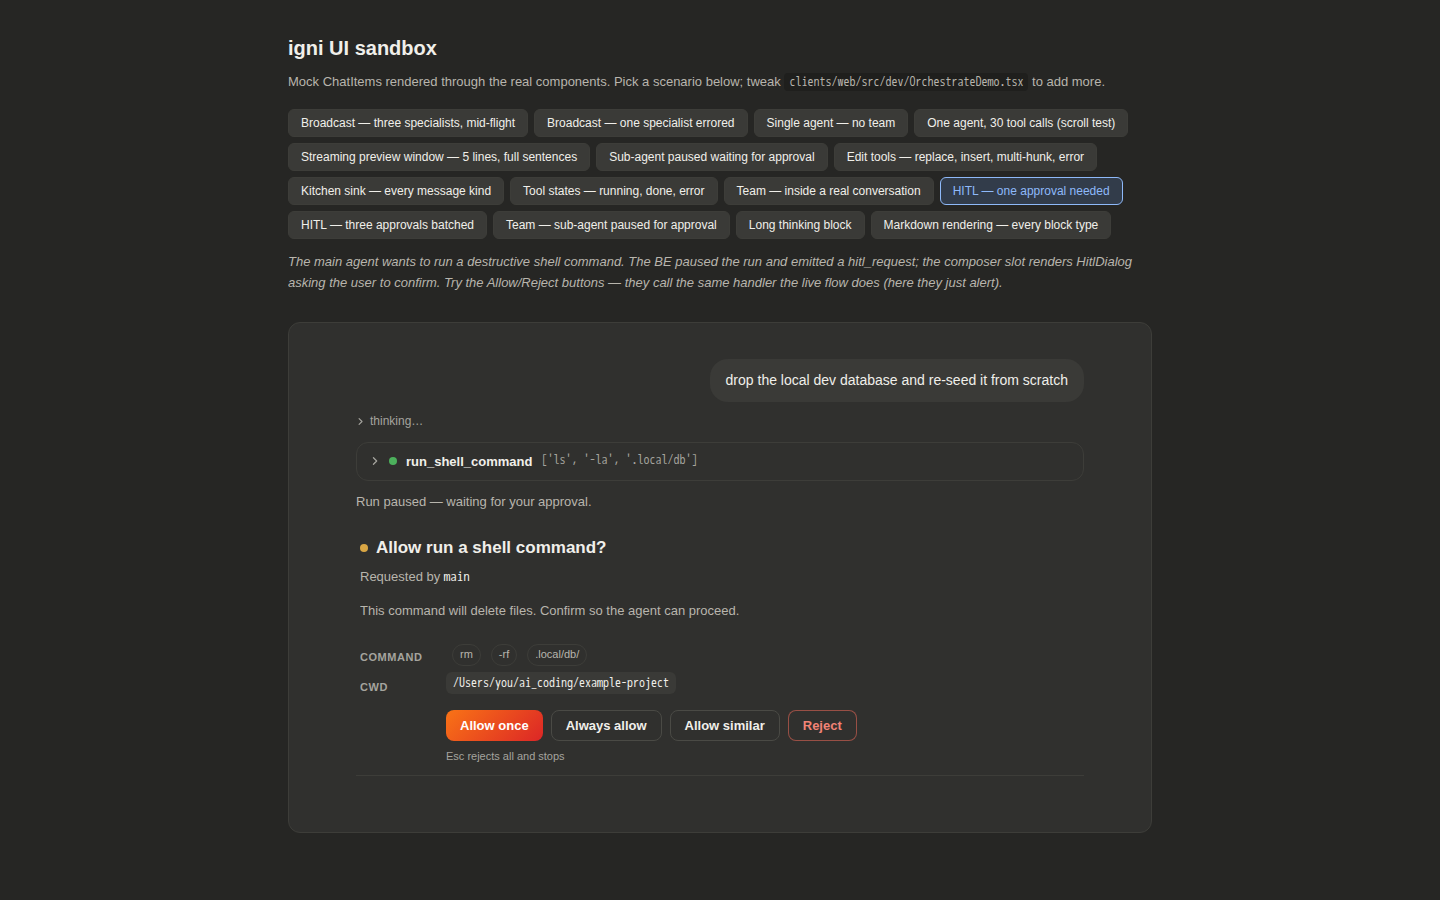 igni UI sandbox
Mock ChatItems rendered through the real components. Pick a scenario below; tweak clients/web/src/dev/OrchestrateDemo.tsx to add more.
Broadcast — three specialists, mid-flight Broadcast — one specialist errored Single agent — no team One agent, 30 tool calls (scroll test)
Streaming preview window — 5 lines, full sentences Sub-agent paused waiting for approval Edit tools — replace, insert, multi-hunk, error
Kitchen sink — every message kind Tool states — running, done, error Team — inside a real conversation HITL — one approval needed
HITL — three approvals batched Team — sub-agent paused for approval Long thinking block Markdown rendering — every block type
The main agent wants to run a destructive shell command. The BE paused the run and emitted a hitl_request; the composer slot renders HitlDialog
asking the user to confirm. Try the Allow/Reject buttons — they call the same handler the live flow does (here they just alert).
drop the local dev database and re-seed it from scratch
thinking…
run_shell_command ['ls', '-la', '.local/db']
Run paused — waiting for your approval.
Allow run a shell command?
Requested by main
This command will delete files. Confirm so the agent can proceed.
COMMAND rm -rf .local/db/
CWD /Users/you/ai_coding/example-project
Allow once Always allow Allow similar Reject
Esc rejects all and stops